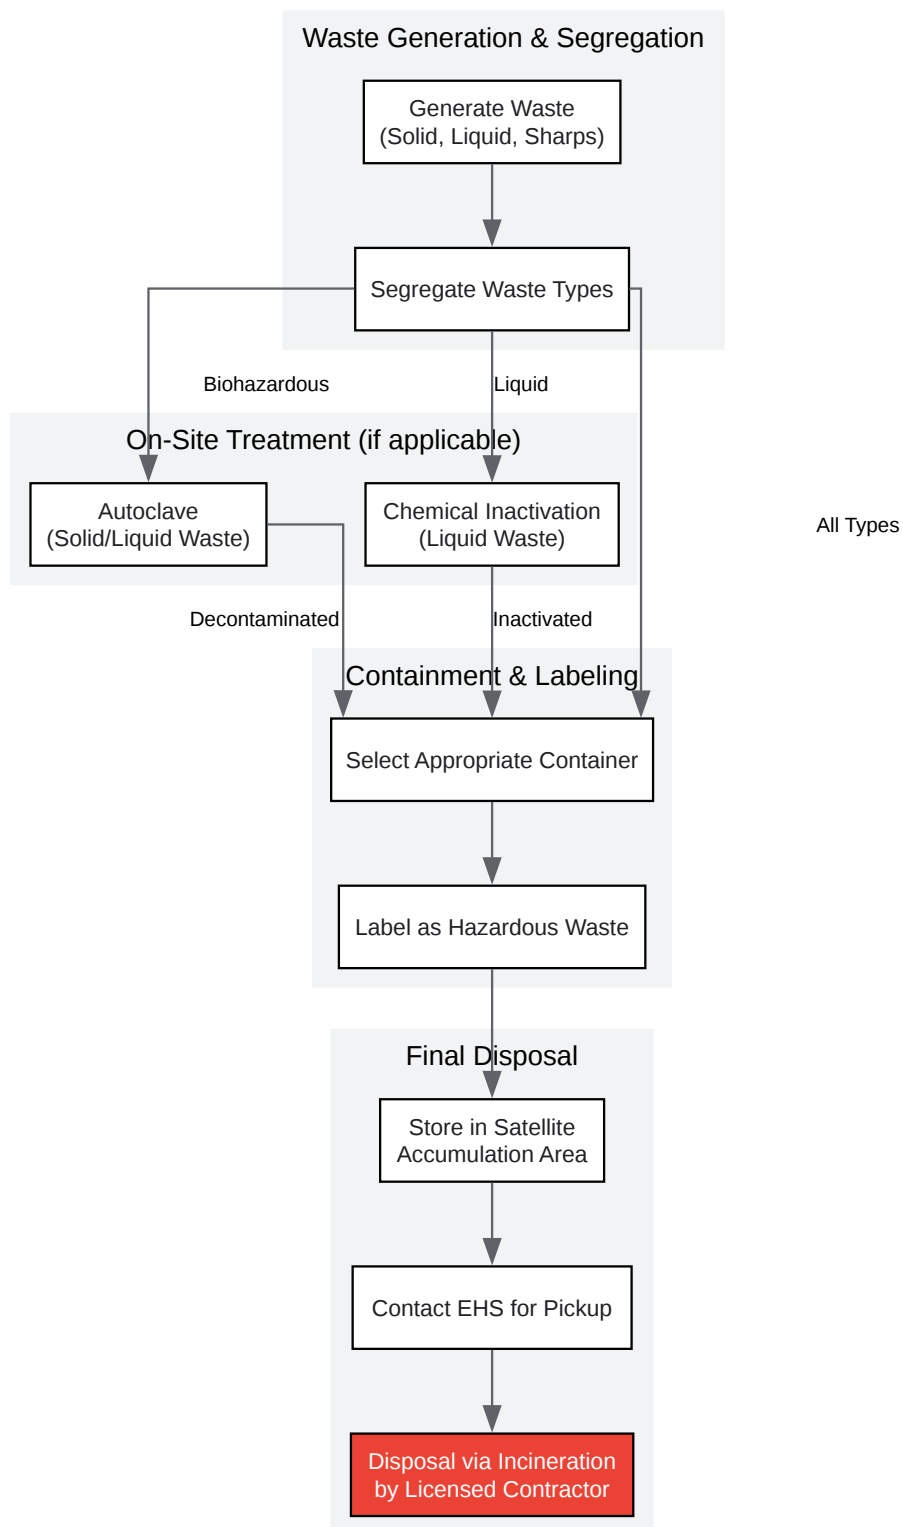 Waste Generation & Segregation
Generate Waste
(Solid, Liquid, Sharps)
Segregate Waste Types
Biohazardous
Liquid
On-Site Treatment (if applicable)
Autoclave
(Solid/Liquid Waste)
Chemical Inactivation
(Liquid Waste)
All Types
Decontaminated
Inactivated
Containment & Labeling
Select Appropriate Container
Label as Hazardous Waste
Final Disposal
Store in Satellite
Accumulation Area
Contact EHS for Pickup
Disposal via Incineration
by Licensed Contractor